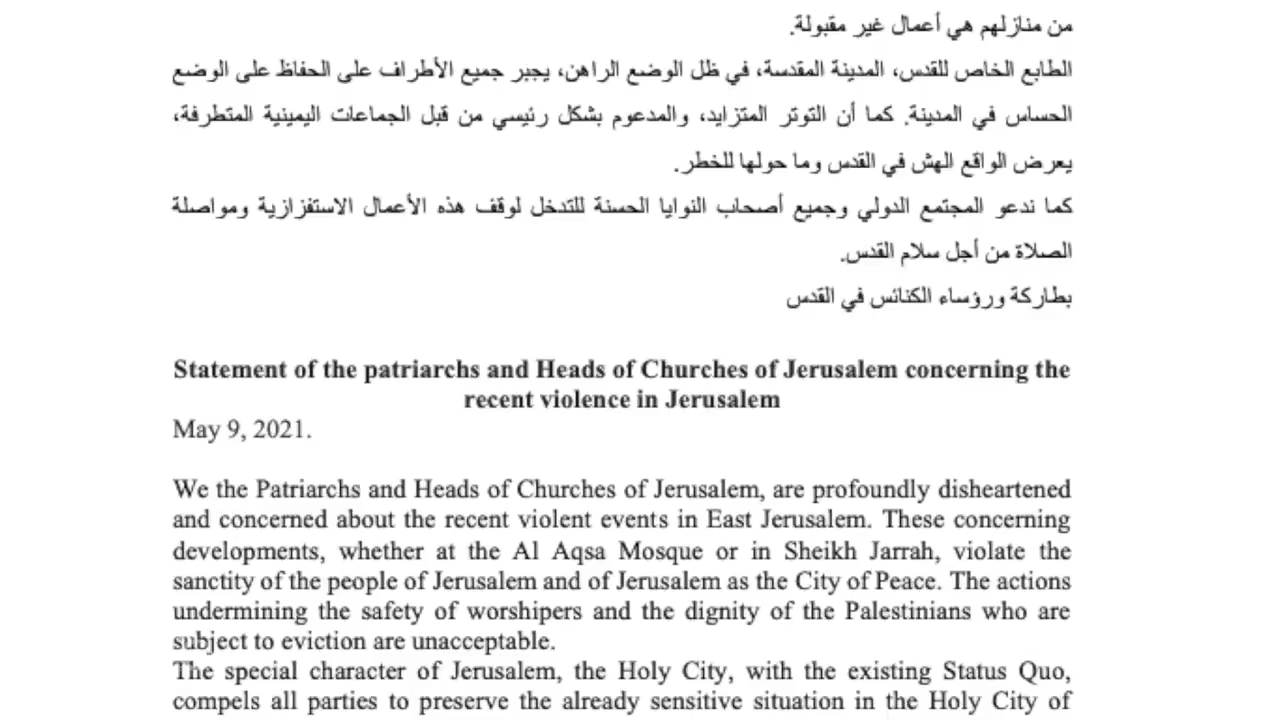 من منازلهم هي أعمال غير مقبولة.
الطابع الخاص للقدس، المدينة المقدسة، في ظل الوضع الراهن، يجبر جميع الأطراف على الحفاظ على الوضع
الحساس في المدينة. كما أن التوتر المتزايد، والمدعوم بشكل رئيسي من قبل الجماعات اليمينية المتطرفة،
يعرض الواقع الهش في القدس وما حولها للخطر.
كما ندعو المجتمع الدولي وجميع أصحاب النوايا الحسنة للتدخل لوقف هذه الأعمال الاستفزازية ومواصلة
الصلاة من أجل سلام القدس.
بطاركة ورؤساء الكنائس في القدس
Statement of the patriarchs and Heads of Churches of Jerusalem concerning the
recent violence in Jerusalem
May 9, 2021.
We the Patriarchs and Heads of Churches of Jerusalem, are profoundly disheartened
and concerned about the recent violent events in East Jerusalem. These concerning
developments, whether at the Al Aqsa Mosque or in Sheikh Jarrah, violate the
sanctity of the people of Jerusalem and of Jerusalem as the City of Peace. The actions
undermining the safety of worshipers and the dignity of the Palestinians who are
subject to eviction are unacceptable.
The special character of Jerusalem, the Holy City, with the existing Status Quo,
compels all parties to preserve the already sensitive situation in the Holy City of